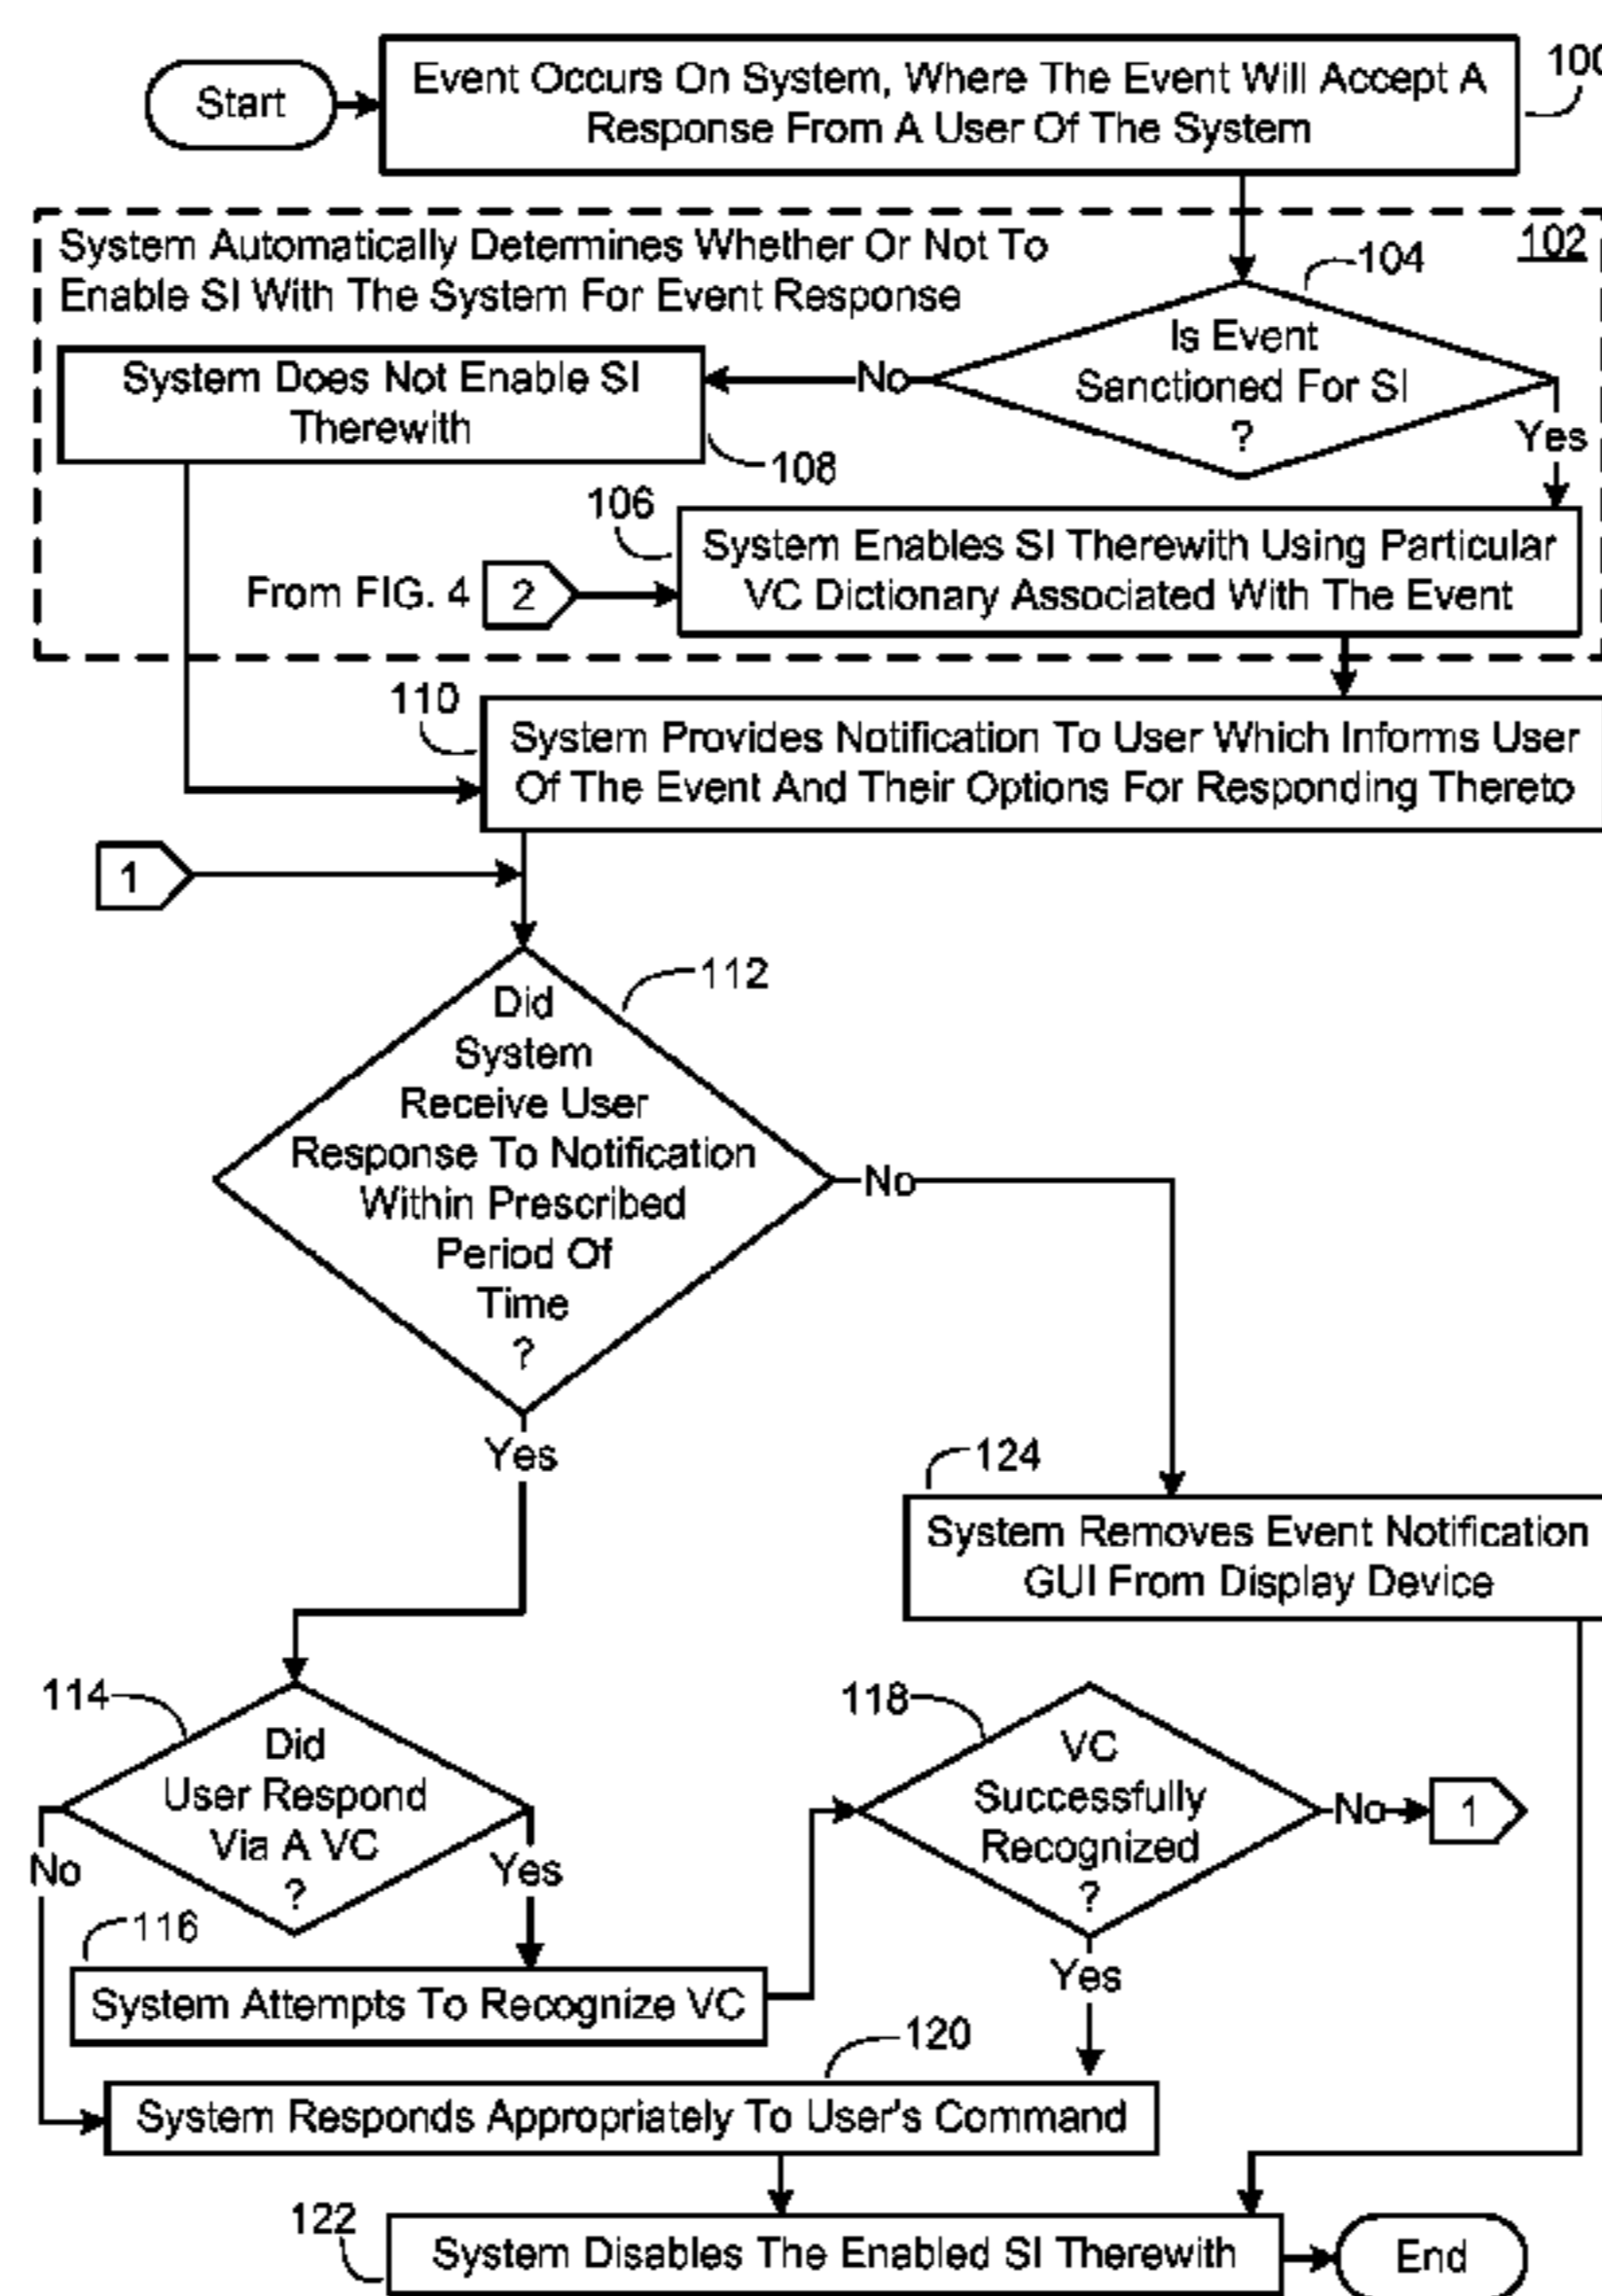 Start
Event Occurs On System, Where The Event Will Accept A
Response From A User Of The System
100
System Automatically Determines Whether Or Not To
Enable SI With The System For Event Response
102
104
Is Event
Sanctioned For SI
?
No
Yes
System Does Not Enable SI
Therewith
108
106
System Enables SI Therewith Using Particular
VC Dictionary Associated With The Event
From FIG. 4
2
110
System Provides Notification To User Which Informs User
Of The Event And Their Options For Responding Thereto
1
112
Did
System
Receive User
Response To Notification
Within Prescribed
Period Of
Time
?
No
Yes
124
System Removes Event Notification
GUI From Display Device
114
Did
User Respond
Via A VC
?
No
Yes
118
VC
Successfully
Recognized
?
No
1
Yes
116
System Attempts To Recognize VC
120
System Responds Appropriately To User's Command
122
System Disables The Enabled SI Therewith
End